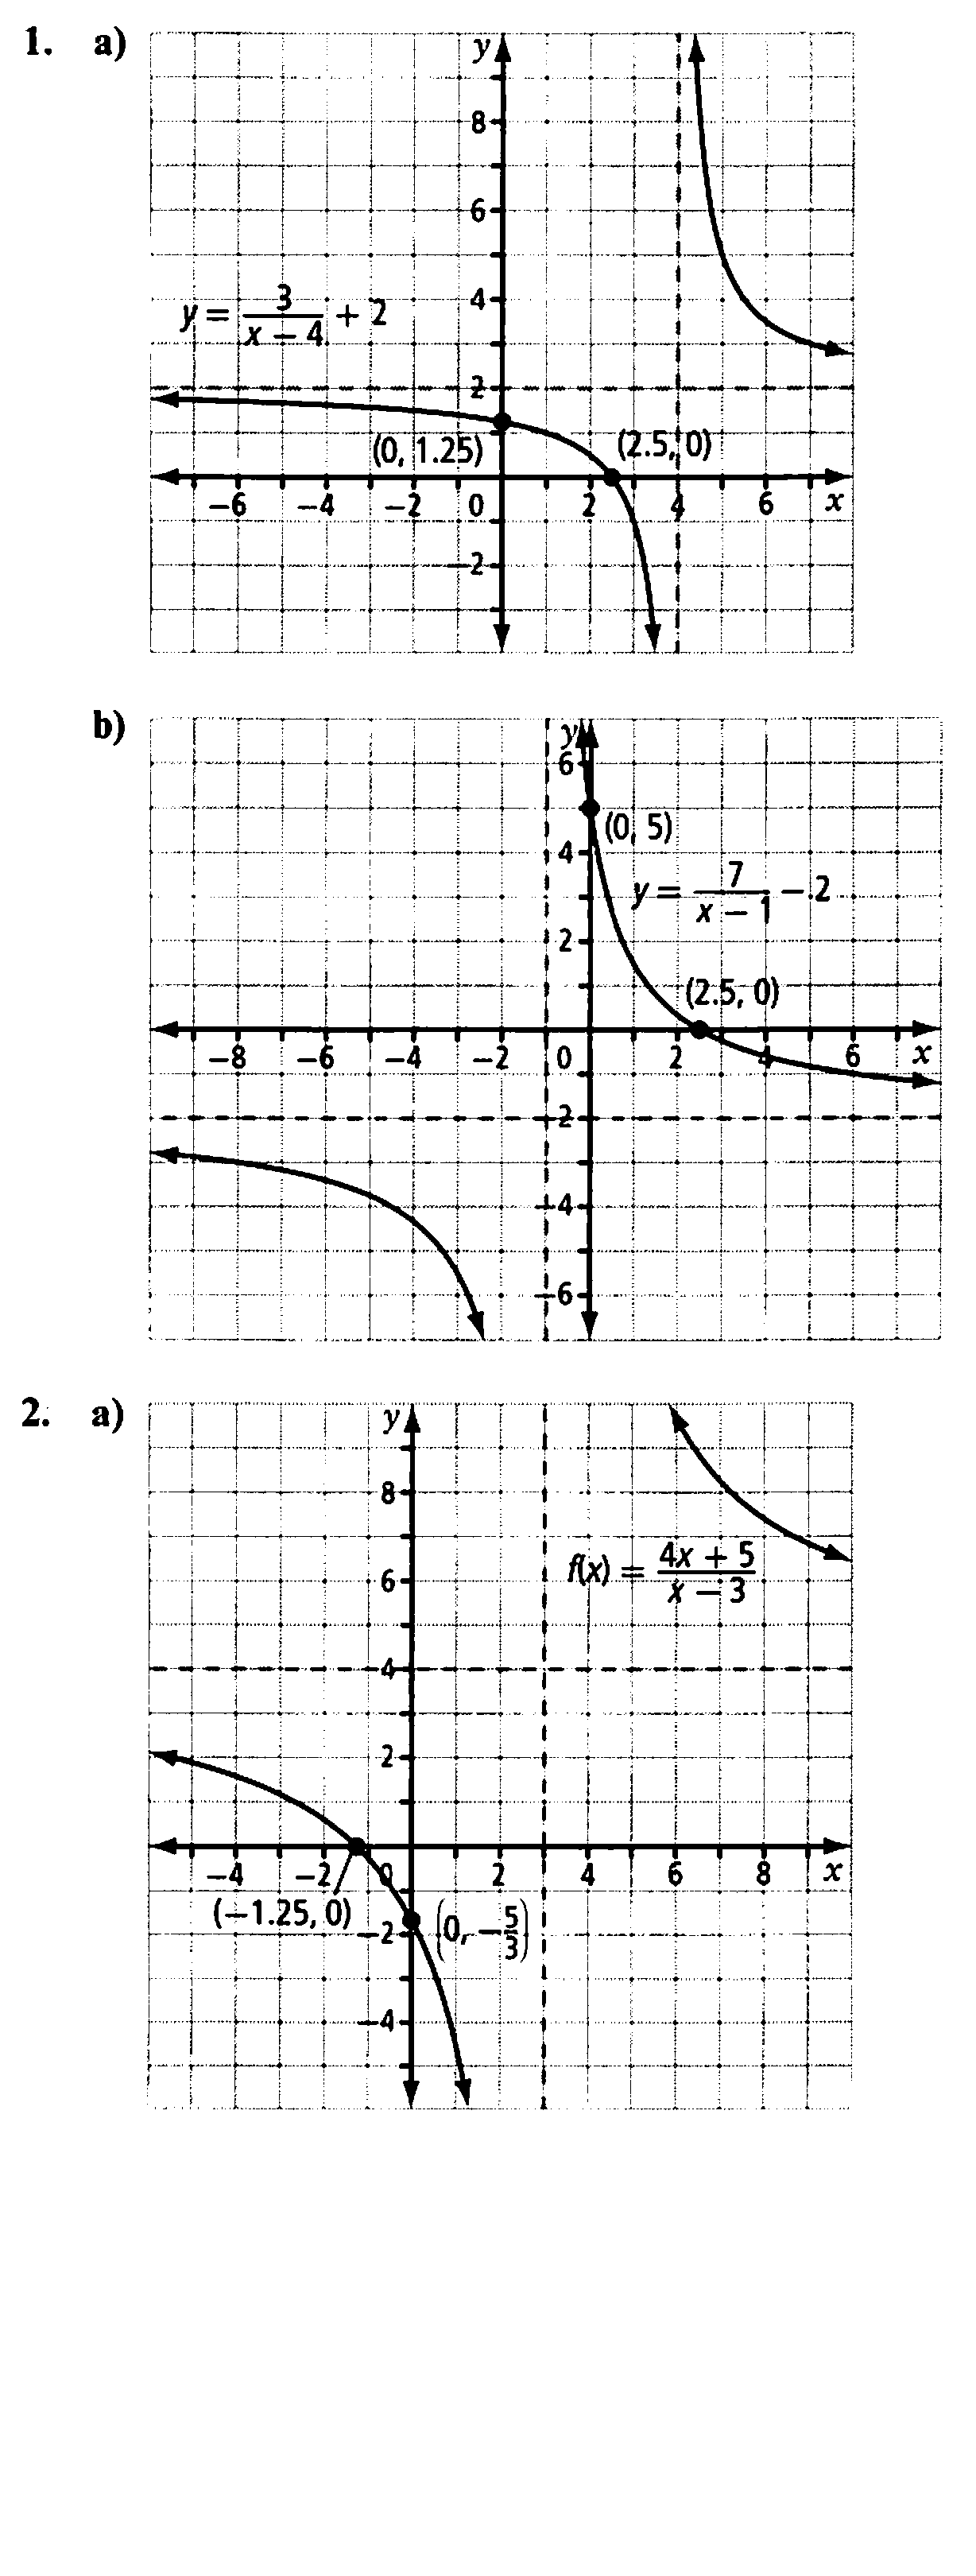 1. a)
y
8
6
4
y = 3/(x − 4) + 2
2
(0, 1.25) (2.5, 0)
−6 −4 −2 0 2 4 6 x
−2
b)
y
6
(0, 5)
4
y = 7/(x − 1) − 2
2
(2.5, 0)
−8 −6 −4 −2 0 2 4 6 x
−2
−4
−6
2. a)
y
8
f(x) = (4x + 5)/(x − 3)
6
4
2
−4 −2 0 2 4 6 8 x
(−1.25, 0) (0, −5/3)
−2
−4